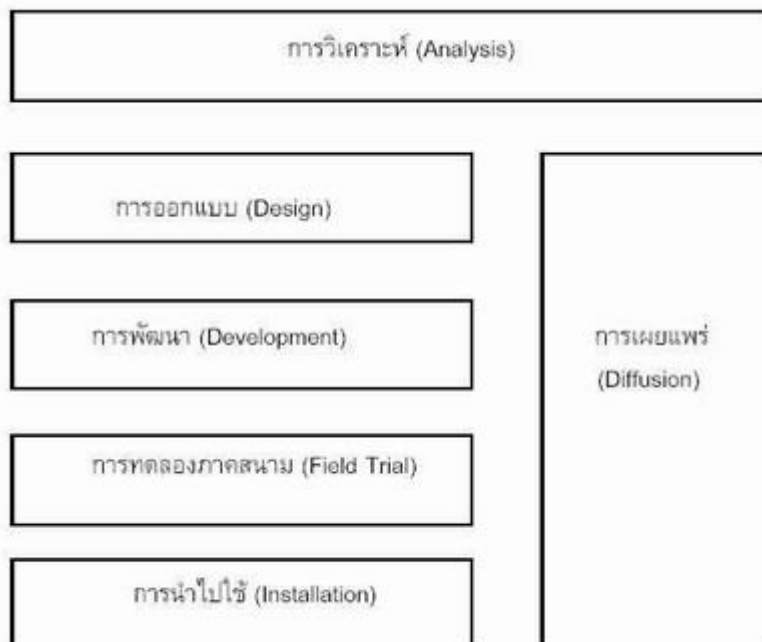 การวิเคราะห์ (Analysis)
การออกแบบ (Design)
การพัฒนา (Development)
การทดลองภาคสนาม (Field Trial)
การนำไปใช้ (Installation)
การเผยแพร่
(Diffusion)